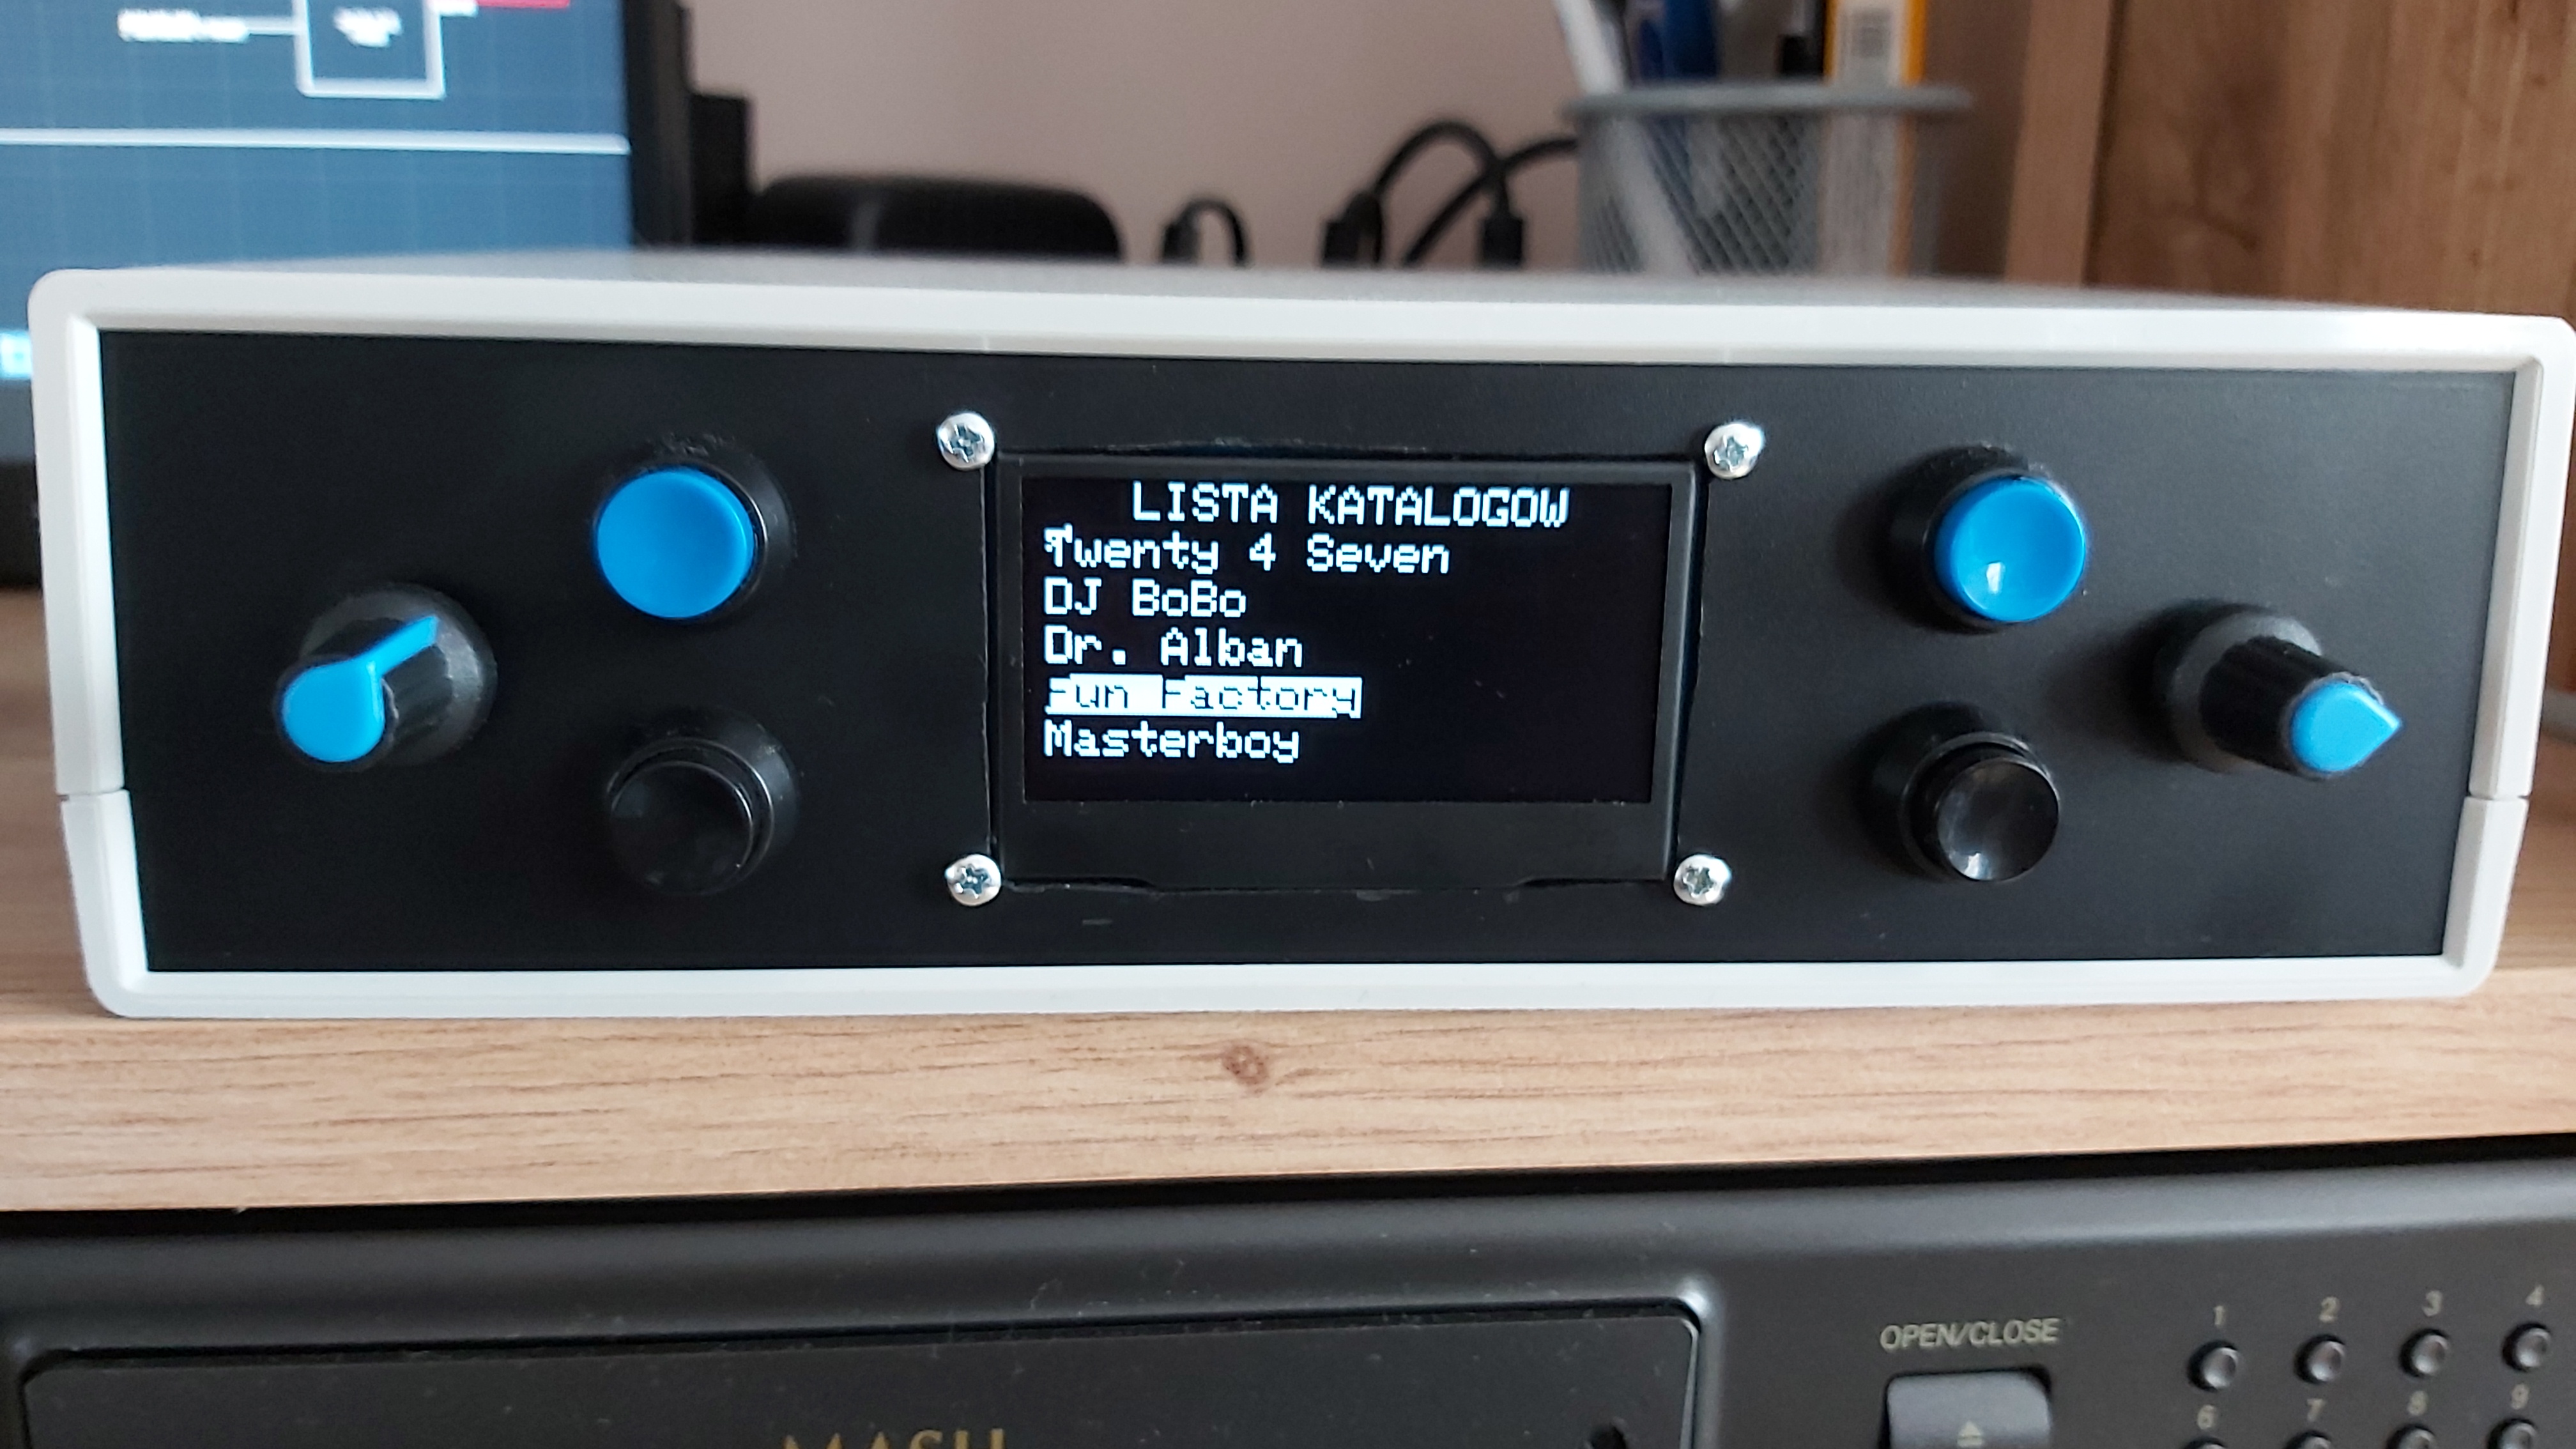 LISTA KATALOGOW
Twenty 4 Seven
DJ BoBo
Dr. Alban
Fun Factory
Masterboy
OPEN/CLOSE
1 2 3 4
6 7 8 9
MASH